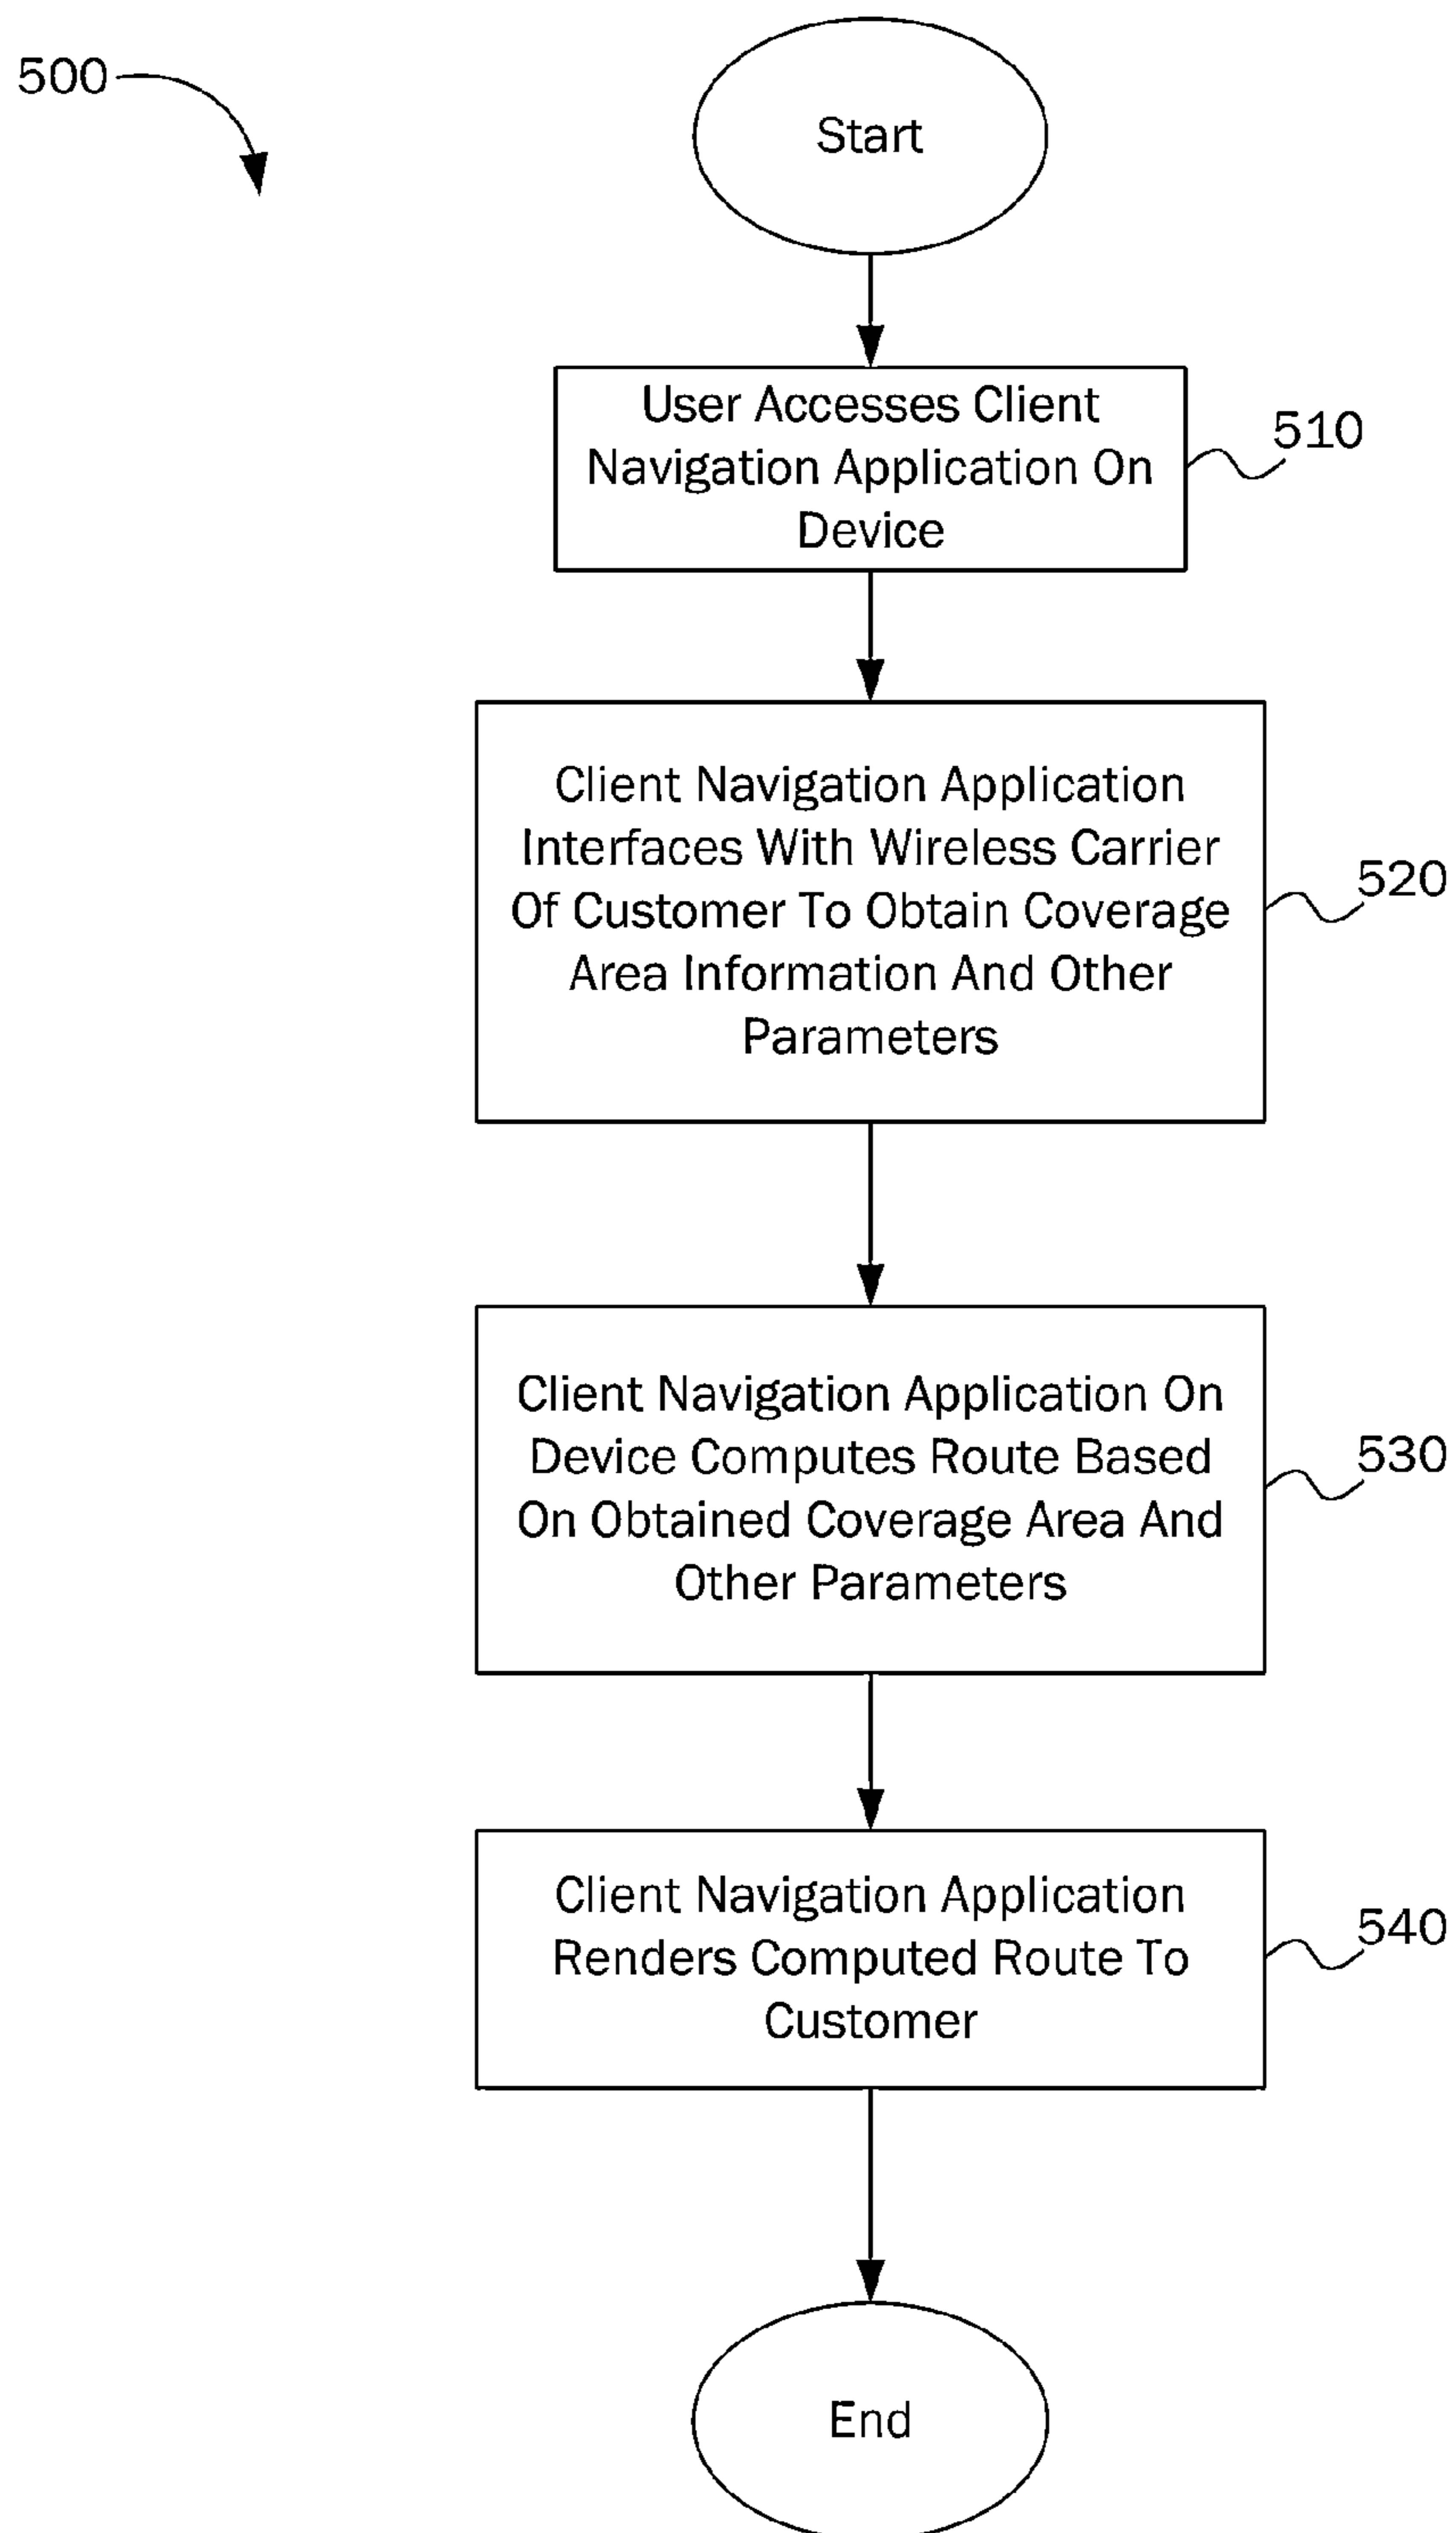 500
Start
User Accesses Client
Navigation Application On
Device
510
Client Navigation Application
Interfaces With Wireless Carrier
Of Customer To Obtain Coverage
Area Information And Other
Parameters
520
Client Navigation Application On
Device Computes Route Based
On Obtained Coverage Area And
Other Parameters
530
Client Navigation Application
Renders Computed Route To
Customer
540
End